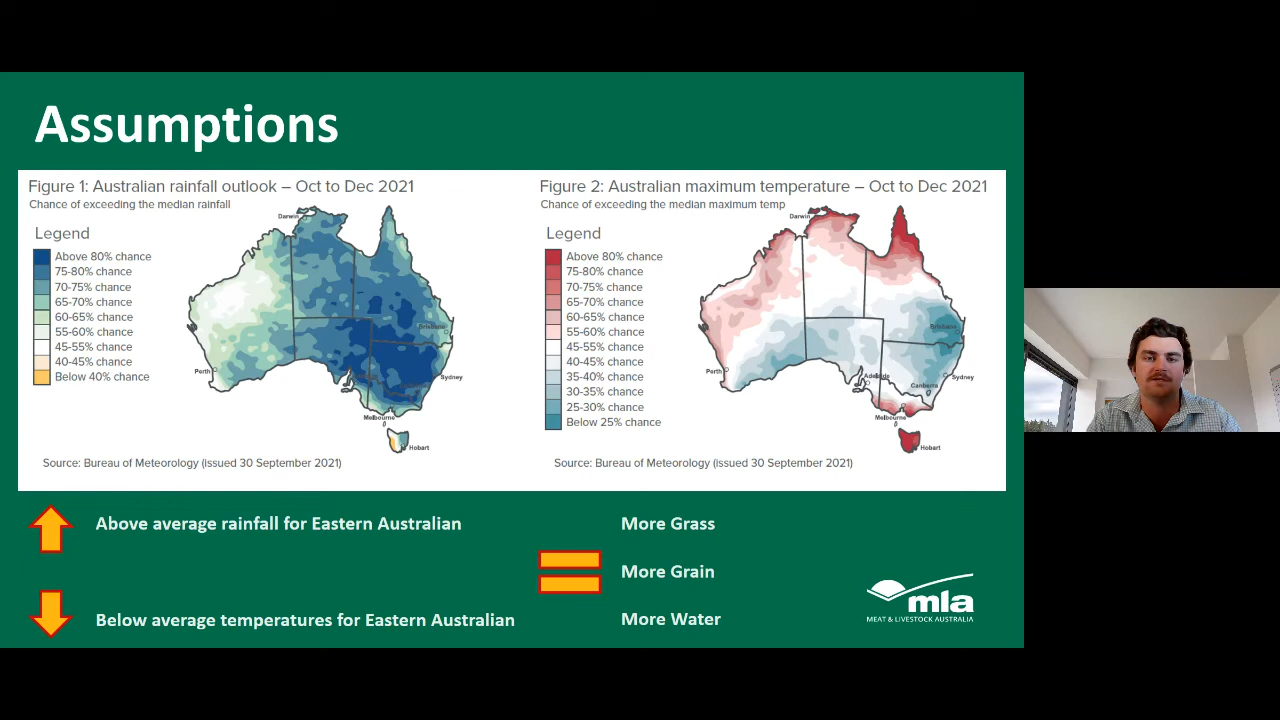 Assumptions
Figure 1: Australian rainfall outlook – Oct to Dec 2021
Chance of exceeding the median rainfall
Legend
Above 80% chance
75-80% chance
70-75% chance
65-70% chance
60-65% chance
55-60% chance
45-55% chance
40-45% chance
Below 40% chance
Darwin
Brisbane
Perth
Sydney
Melbourne
Hobart
Source: Bureau of Meteorology (issued 30 September 2021)
Figure 2: Australian maximum temperature – Oct to Dec 2021
Chance of exceeding the median maximum temp
Legend
Above 80% chance
75-80% chance
70-75% chance
65-70% chance
60-65% chance
55-60% chance
45-55% chance
40-45% chance
35-40% chance
30-35% chance
25-30% chance
Below 25% chance
Darwin
Brisbane
Perth
Adelaide
Sydney
Canberra
Melbourne
Hobart
Source: Bureau of Meteorology (issued 30 September 2021)
Above average rainfall for Eastern Australian
Below average temperatures for Eastern Australian
More Grass
More Grain
More Water
mla
MEAT & LIVESTOCK AUSTRALIA